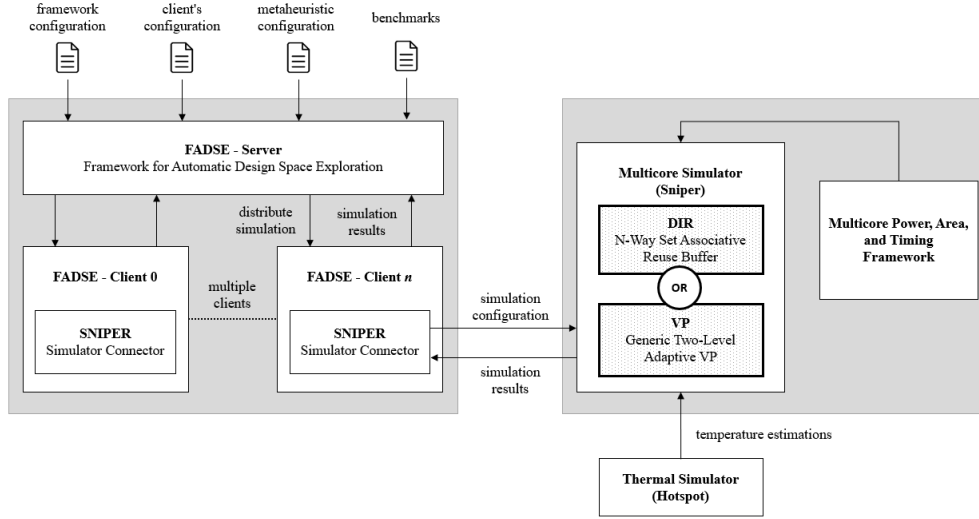 framework
configuration
client's
configuration
metaheuristic
configuration
benchmarks
FADSE - Server
Framework for Automatic Design Space Exploration
distribute
simulation
simulation
results
FADSE - Client 0
SNIPER
Simulator Connector
multiple
clients
FADSE - Client n
SNIPER
Simulator Connector
simulation
configuration
simulation
results
Multicore Simulator
(Sniper)
DIR
N-Way Set Associative
Reuse Buffer
OR
VP
Generic Two-Level
Adaptive VP
Multicore Power, Area,
and Timing
Framework
temperature estimations
Thermal Simulator
(Hotspot)